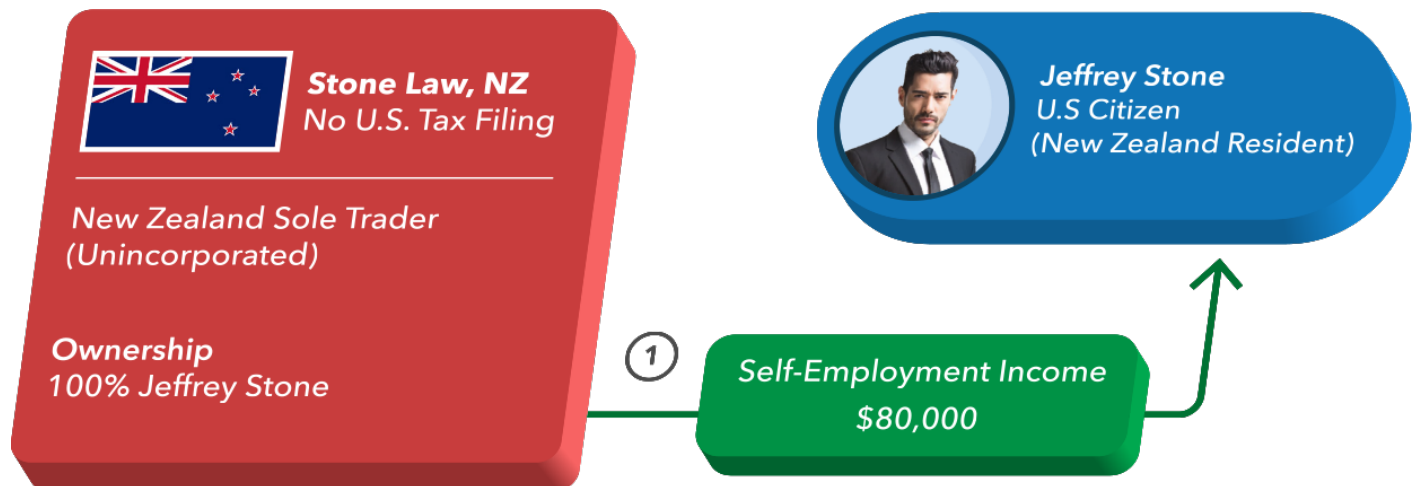 Stone Law, NZ
No U.S. Tax Filing
New Zealand Sole Trader
(Unincorporated)
Ownership
100% Jeffrey Stone
1
Self-Employment Income
$80,000
Jeffrey Stone
U.S Citizen
(New Zealand Resident)